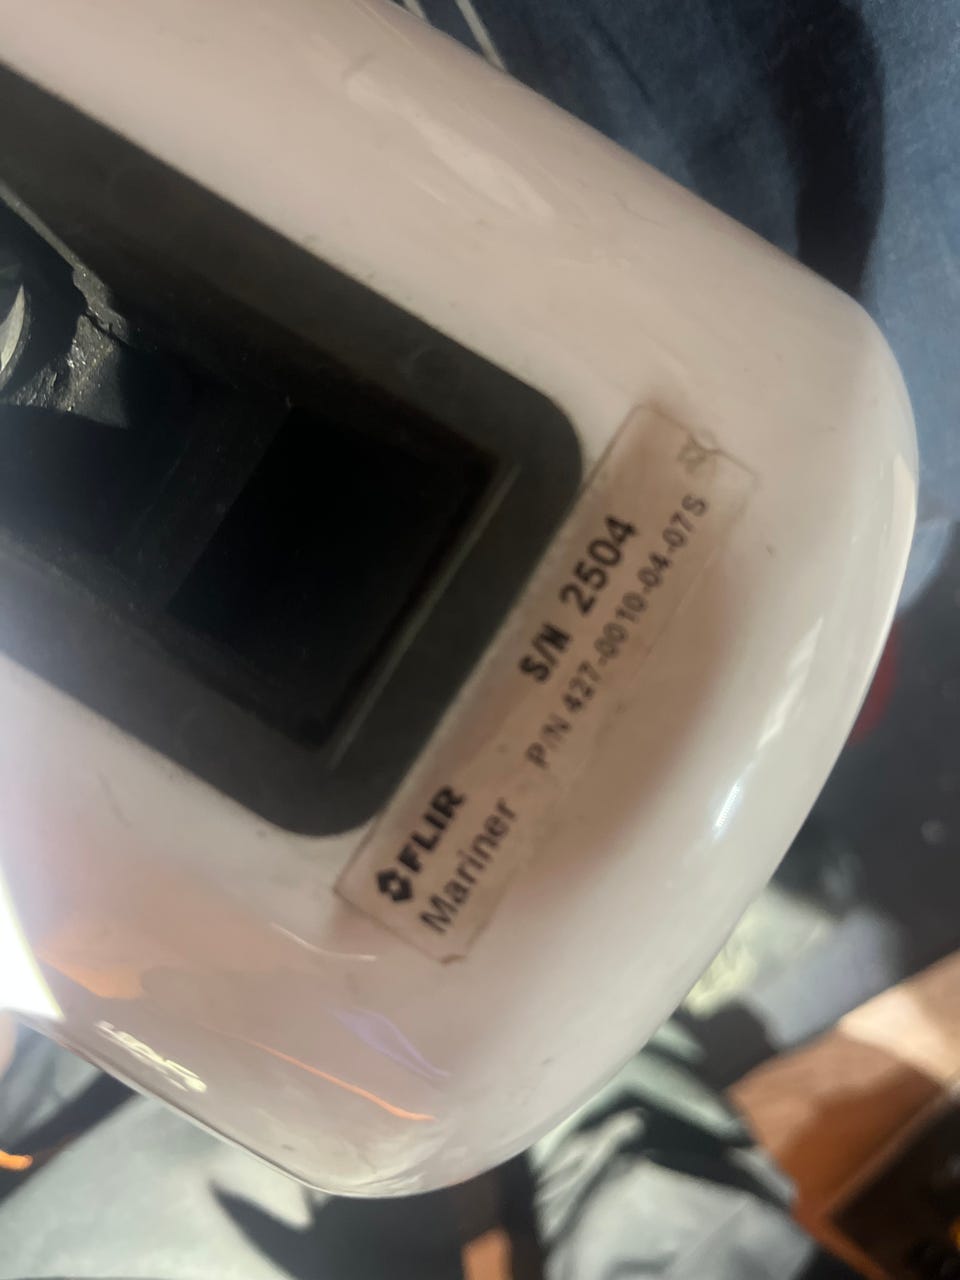 FLIR
Mariner
S/N 2504
P/N 427-0010-04-07S